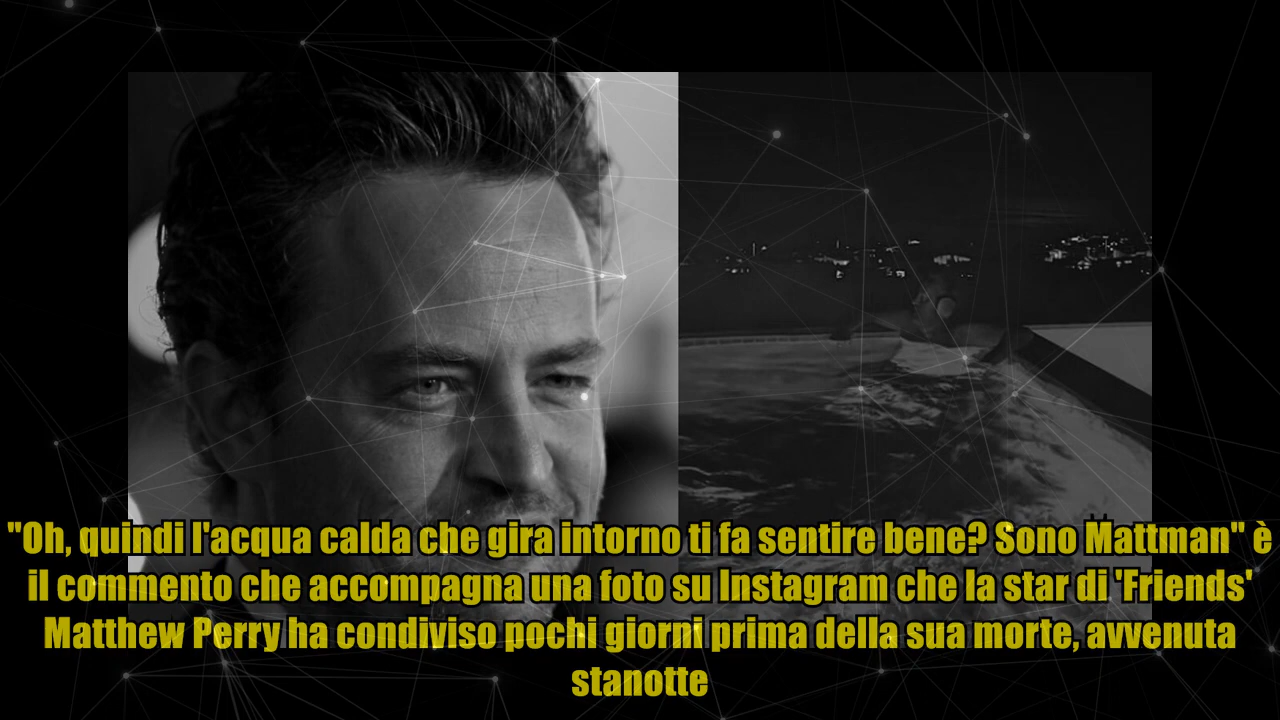 "Oh, quindi l'acqua calda che gira intorno ti fa sentire bene? Sono Mattman" è
il commento che accompagna una foto su Instagram che la star di 'Friends'
Matthew Perry ha condiviso pochi giorni prima della sua morte, avvenuta
stanotte